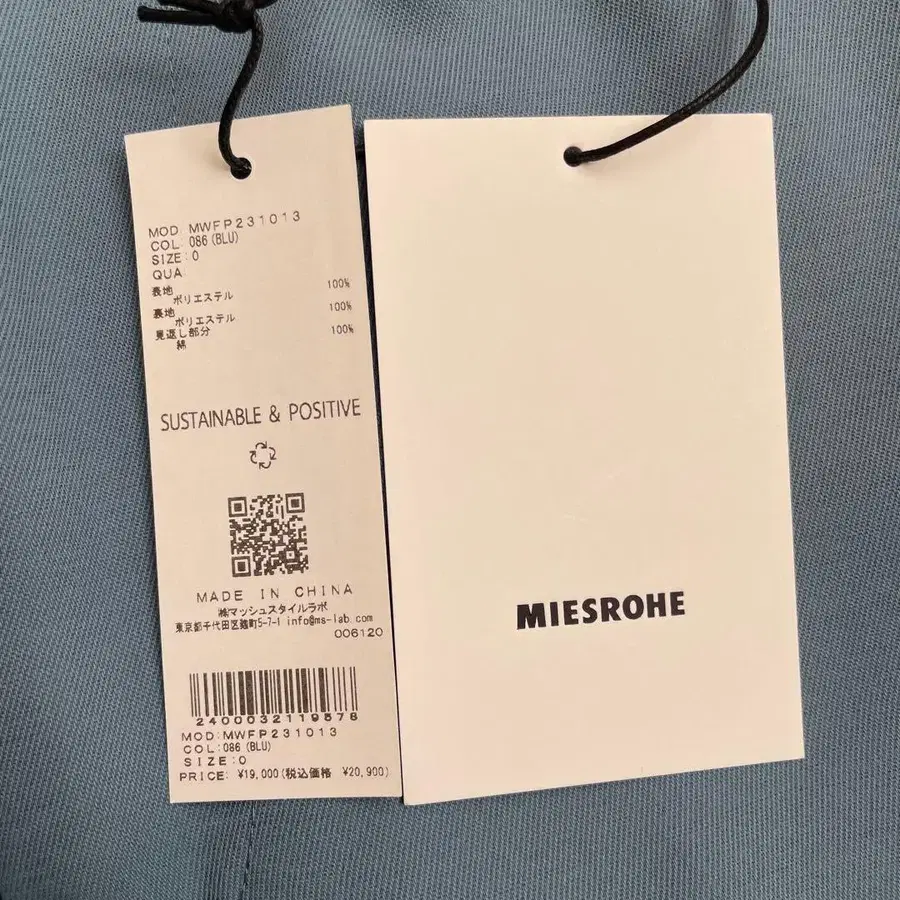 MOD: MWFP231013
COL: 086(BLU)
SIZE: 0
QUA:
表地
ポリエステル 100%
裏地
ポリエステル 100%
見返し部分
綿 100%
SUSTAINABLE & POSITIVE
MADE IN CHINA
㈱マッシュスタイルラボ
東京都千代田区麹町5-7-1 info@ms-lab.com
006120
2400032119578
MOD:MWFP231013
COL:086 (BLU)
SIZE:0
PRICE: ¥19,000(税込価格 ¥20,900)
MIESROHE